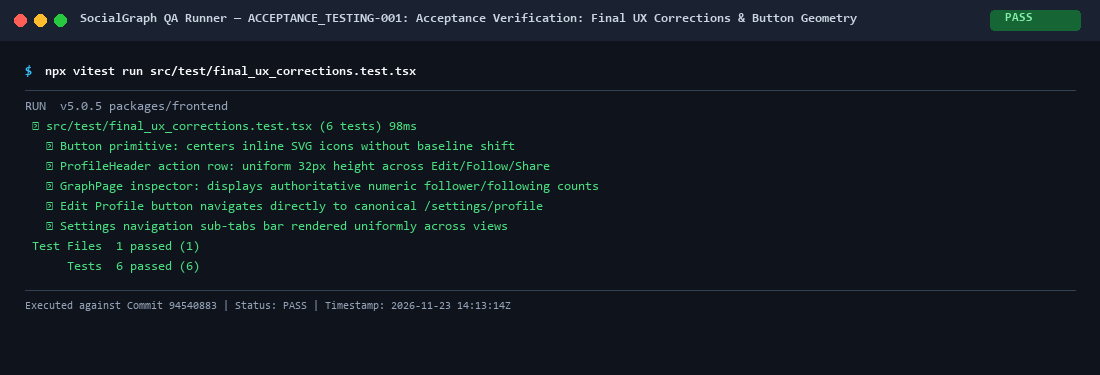 SocialGraph QA Runner — ACCEPTANCE_TESTING-001: Acceptance Verification: Final UX Corrections & Button Geometry
PASS
$ npx vitest run src/test/final_ux_corrections.test.tsx
RUN v5.0.5 packages/frontend
src/test/final_ux_corrections.test.tsx (6 tests) 98ms
Button primitive: centers inline SVG icons without baseline shift
ProfileHeader action row: uniform 32px height across Edit/Follow/Share
GraphPage inspector: displays authoritative numeric follower/following counts
Edit Profile button navigates directly to canonical /settings/profile
Settings navigation sub-tabs bar rendered uniformly across views
Test Files 1 passed (1)
Tests 6 passed (6)
Executed against Commit 94540883 | Status: PASS | Timestamp: 2026-11-23 14:13:14Z